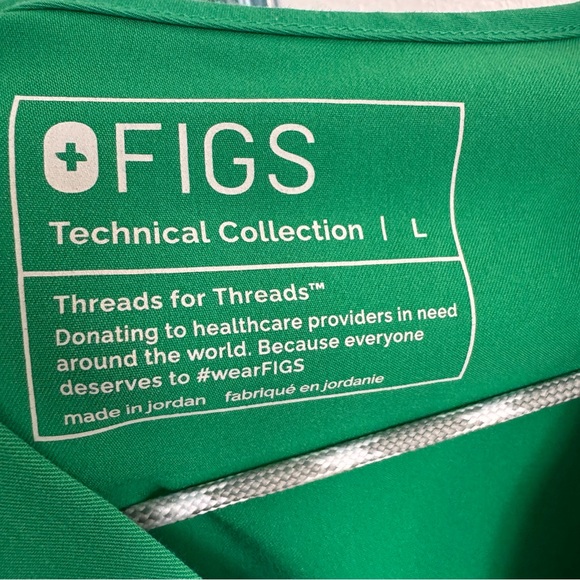 FIGS
Technical Collection | L
Threads for Threads™
Donating to healthcare providers in need
around the world. Because everyone
deserves to #wearFIGS
made in jordan fabriqué en jordanie